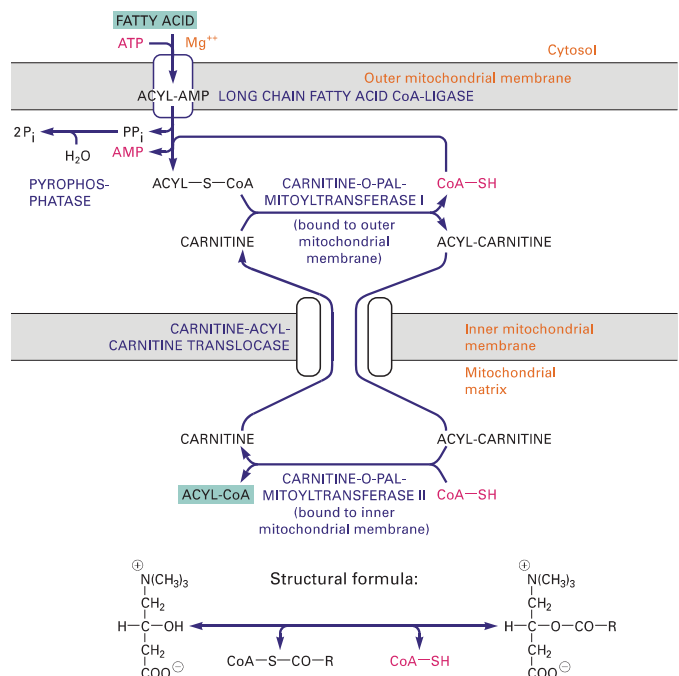 FATTY ACID
ATP
Mg++
Cytosol
Outer mitochondrial membrane
ACYL-AMP
LONG CHAIN FATTY ACID CoA-LIGASE
2Pi
PPi
H2O
AMP
PYROPHOS-
PHATASE
ACYL–S–CoA
CARNITINE-O-PAL-
MITOYLTRANSFERASE I
CoA–SH
(bound to outer
mitochondrial
membrane)
CARNITINE
ACYL-CARNITINE
CARNITINE-ACYL-
CARNITINE TRANSLOCASE
Inner mitochondrial
membrane
Mitochondrial
matrix
CARNITINE
ACYL-CARNITINE
ACYL-CoA
CARNITINE-O-PAL-
MITOYLTRANSFERASE II
(bound to inner
mitochondrial membrane)
CoA–SH
Structural formula:
⊕
N(CH3)3
CH2
H–C–OH
CH2
COO⊖
CoA–S–CO–R
CoA–SH
⊕
N(CH3)3
CH2
H–C–O–CO–R
CH2
COO⊖